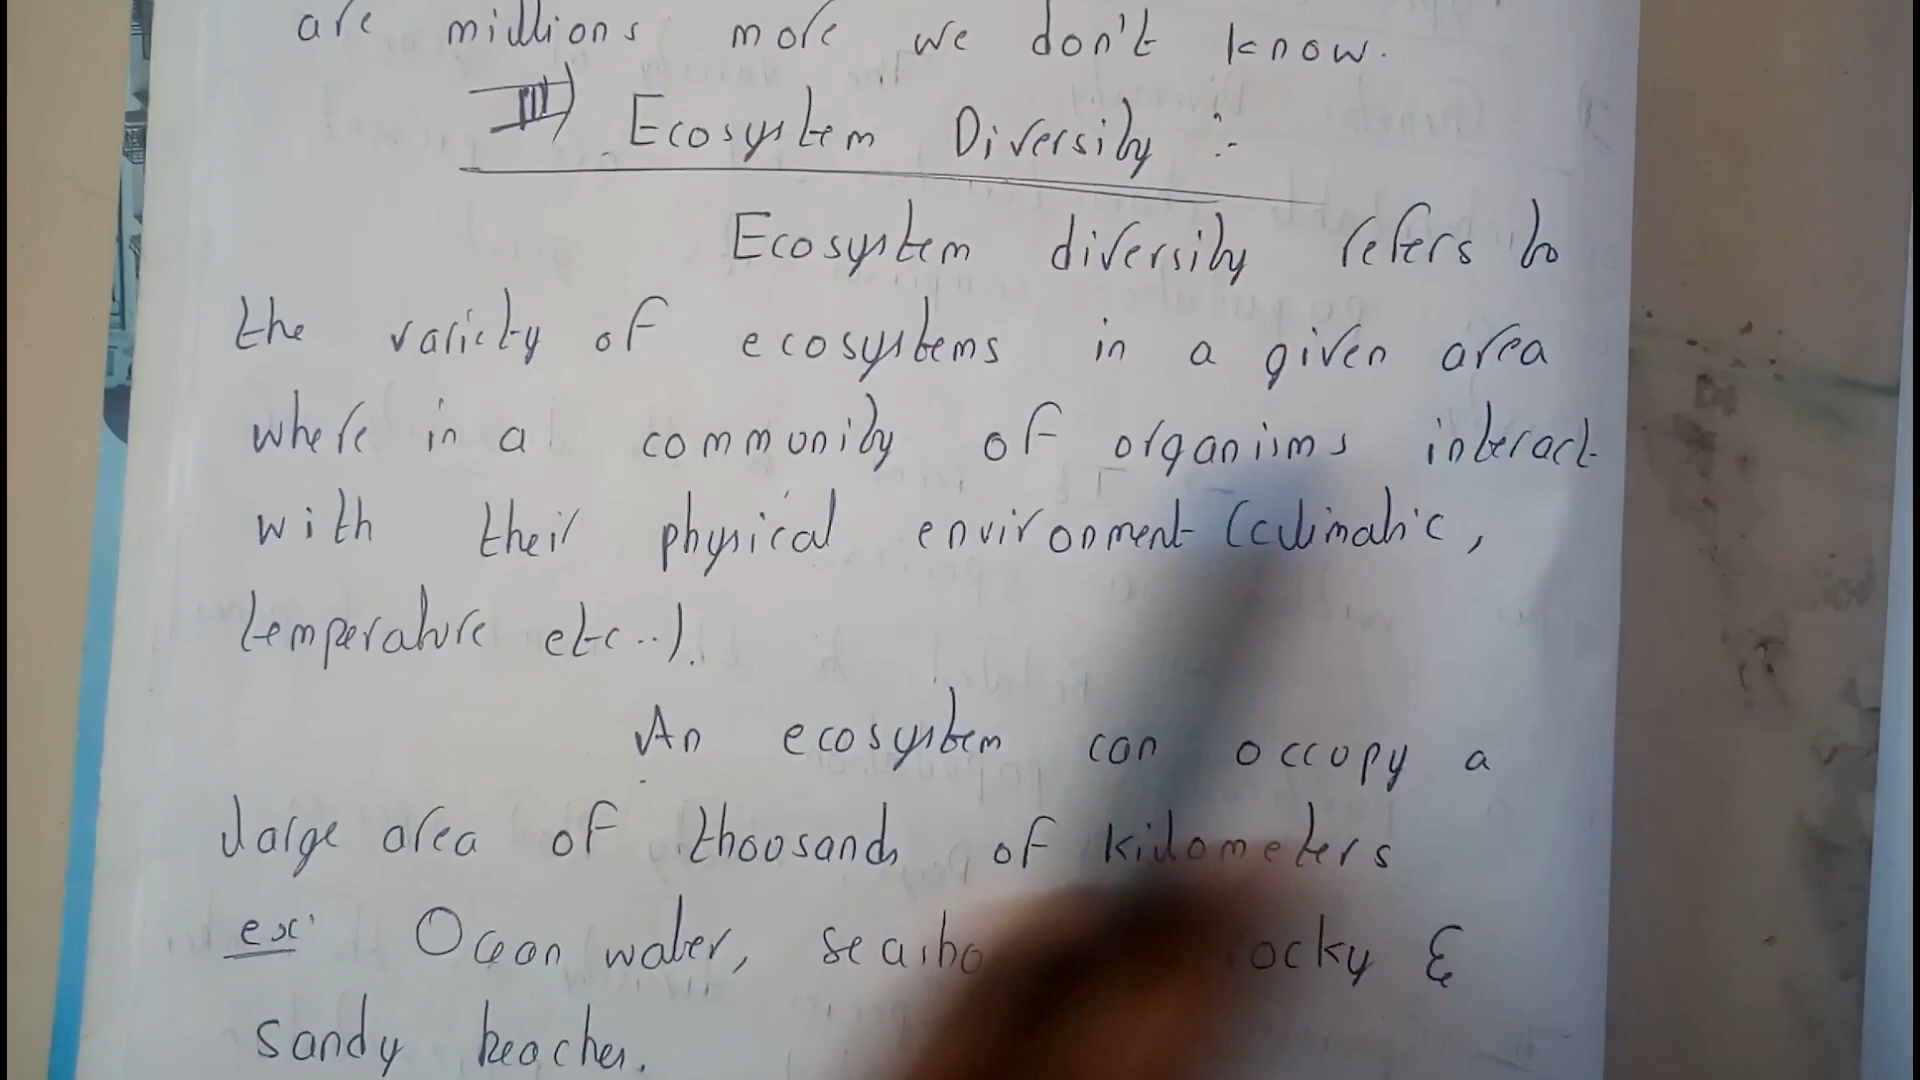 are millions more we don't know.
III) Ecosystem Diversity :-
Ecosystem diversity refers to
the variety of ecosystems in a given area
where in a community of organisms interact
with their physical environment (climatic,
temperature etc..).
An ecosystem can occupy a
large area of thousands of kilometers
ex: Ocean water, ocky &
sandy beaches.